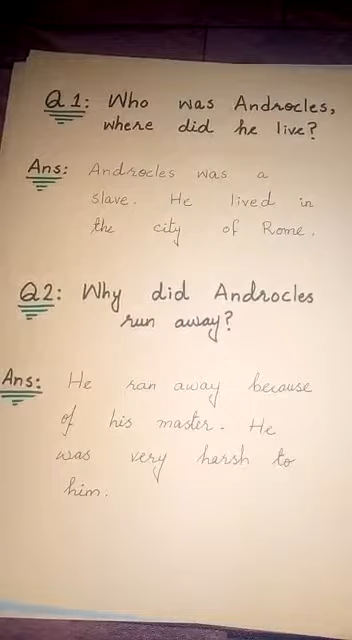 Q1: Who was Androcles,
where did he live?
Ans: Androcles was a
slave. He lived in
the city of Rome.
Q2: Why did Androcles
run away?
Ans: He ran away because
of his master. He
was very harsh to
him.